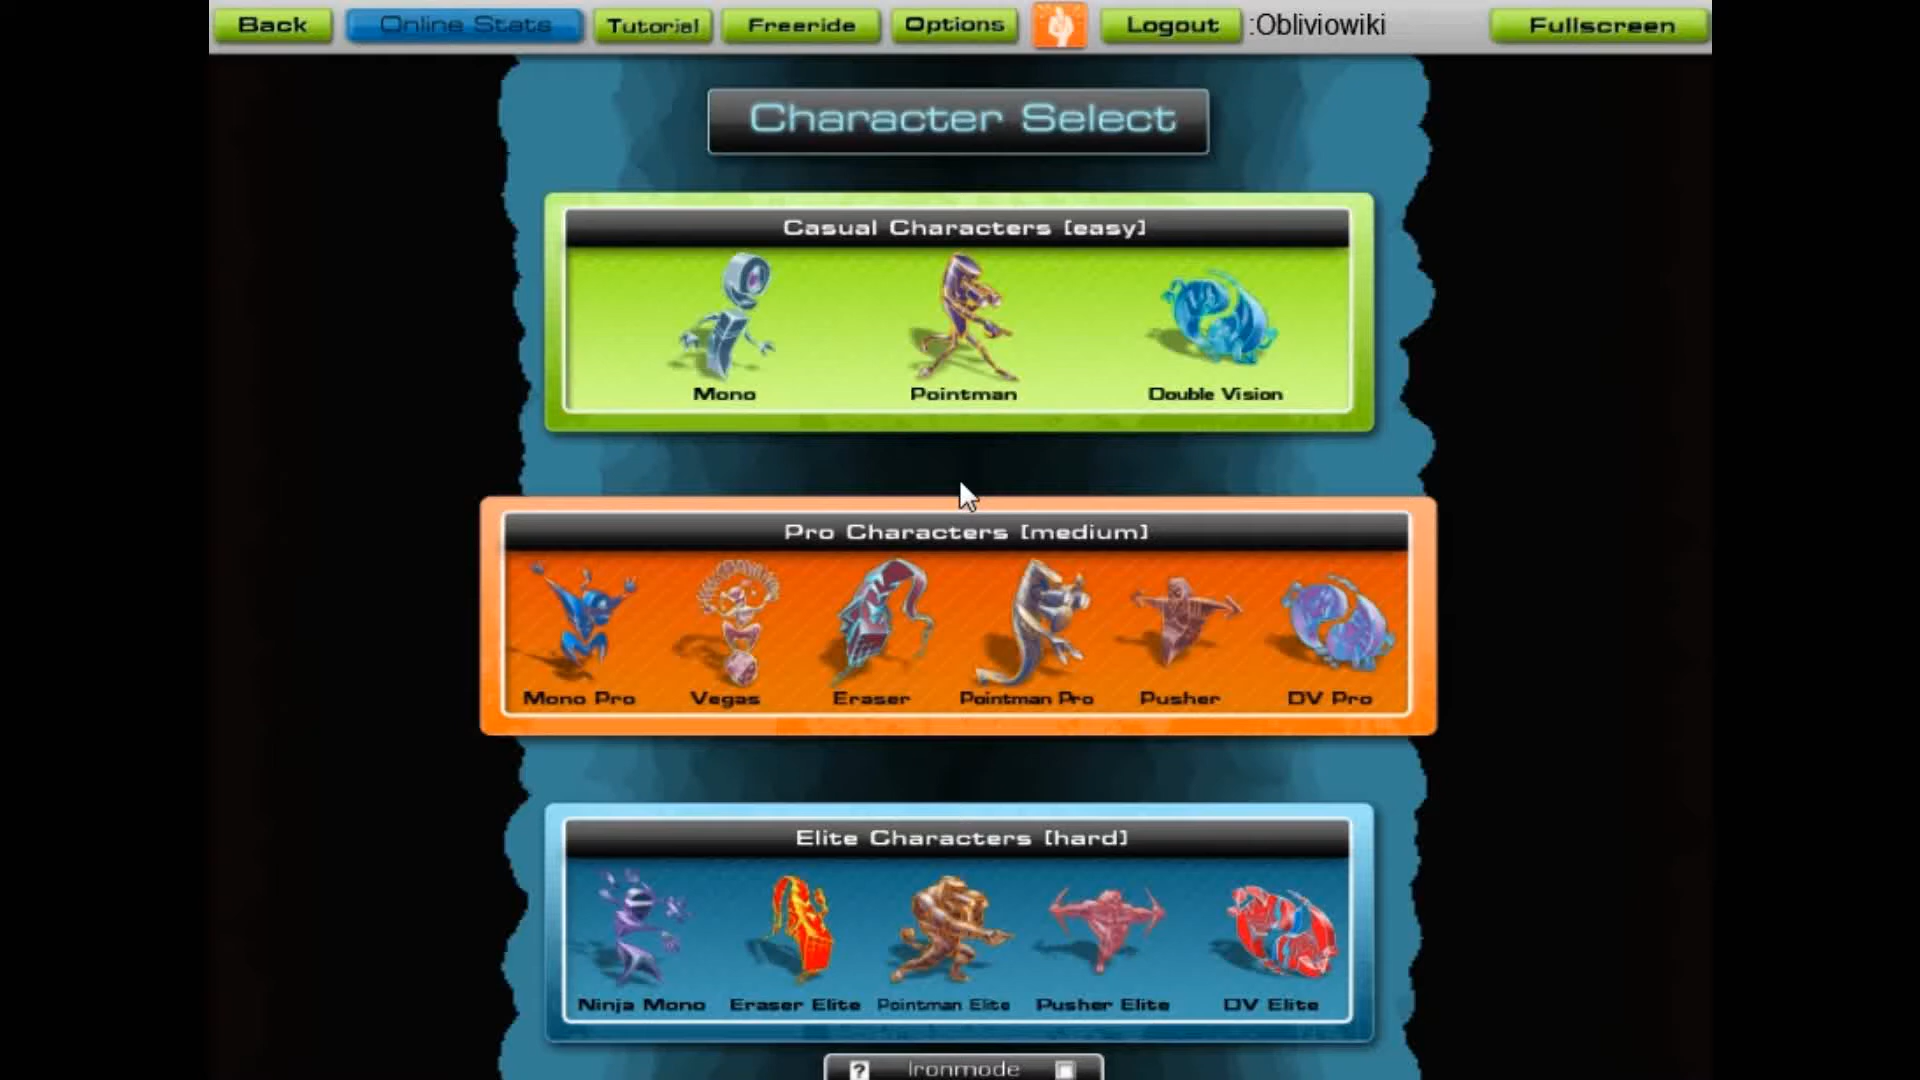 Back Online Stats Tutorial Freeride Options Logout :Obliviowiki Fullscreen
Character Select
Casual Characters [easy]
Mono Pointman Double Vision
Pro Characters [medium]
Mono Pro Vegas Eraser Pointman Pro Pusher DV Pro
Elite Characters [hard]
Ninja Mono Eraser Elite Pointman Elite Pusher Elite DV Elite
? Ironmode